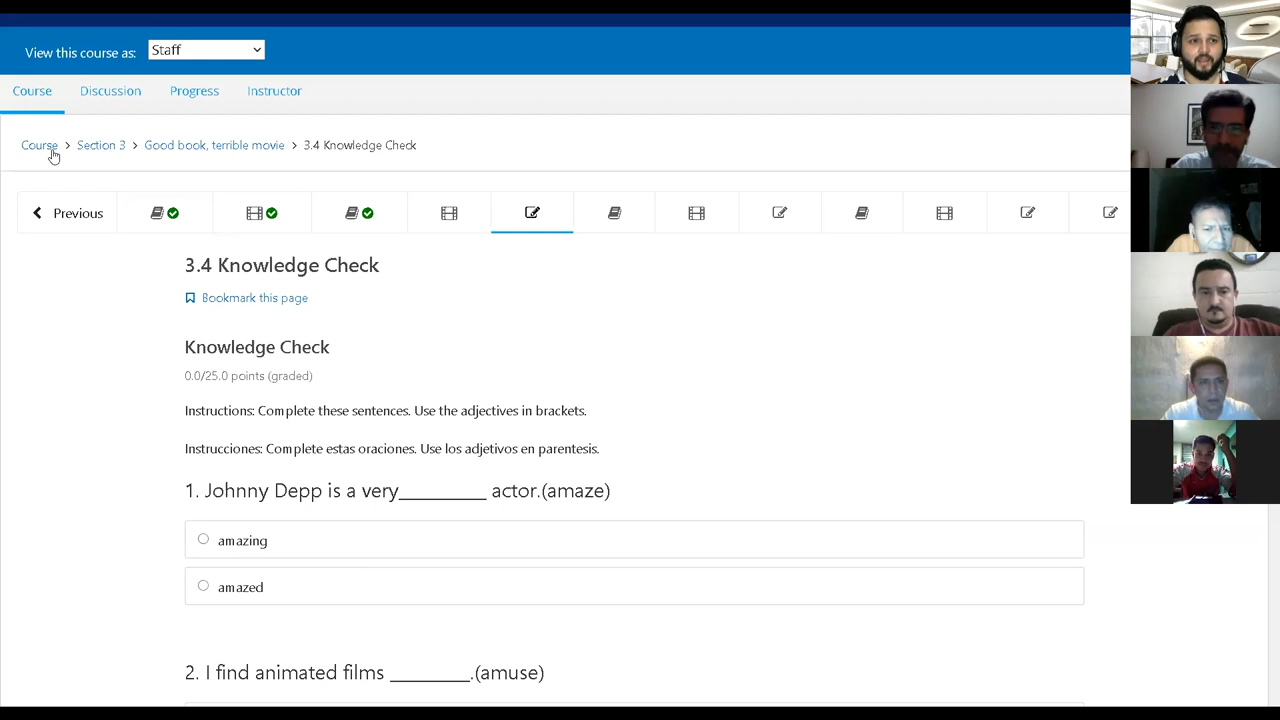 View this course as: Staff
Course Discussion Progress Instructor
Course > Section 3 > Good book, terrible movie > 3.4 Knowledge Check
Previous
3.4 Knowledge Check
Bookmark this page
Knowledge Check
0.0/25.0 points (graded)
Instructions: Complete these sentences. Use the adjectives in brackets.
Instrucciones: Complete estas oraciones. Use los adjetivos en parentesis.
1. Johnny Depp is a very_________ actor.(amaze)
amazing
amazed
2. I find animated films ________.(amuse)